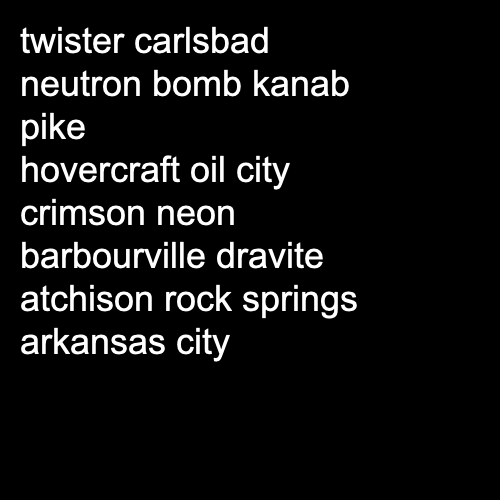 twister carlsbad
neutron bomb kanab
pike
hovercraft oil city
crimson neon
barbourville dravite
atchison rock springs
arkansas city